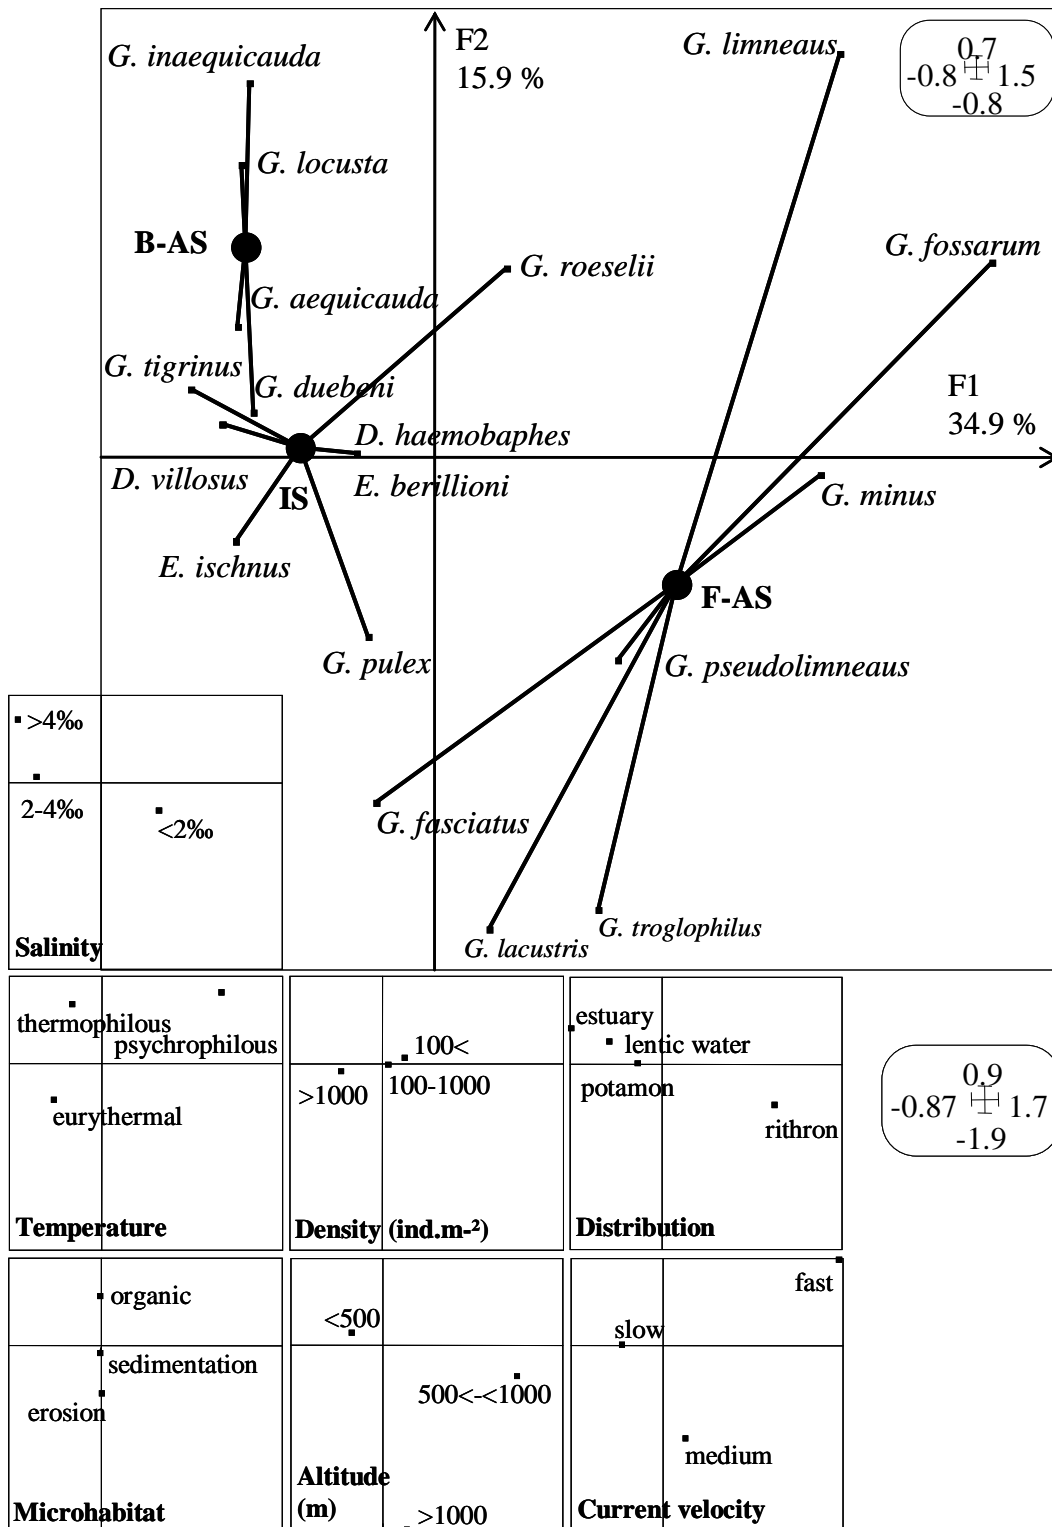 G. inaequicauda
F2
15.9 %
G. limneaus
0.7
-0.8 1.5
-0.8
G. locusta
B-AS
G. roeselii
G. fossarum
G. aequicauda
G. tigrinus
G. duebeni
F1
34.9 %
D. haemobaphes
D. villosus
IS
E. berillioni
G. minus
E. ischnus
F-AS
G. pulex
G. pseudolimneaus
>4‰
2-4‰
<2‰
Salinity
G. fasciatus
G. lacustris
G. troglophilus
thermophilous
psychrophilous
eurythermal
Temperature
100<
>1000
100-1000
Density (ind.m-²)
estuary
lentic water
potamon
rithron
Distribution
0.9
-0.87 1.7
-1.9
organic
sedimentation
erosion
Microhabitat
<500
500<-<1000
Altitude
(m)
>1000
fast
slow
medium
Current velocity